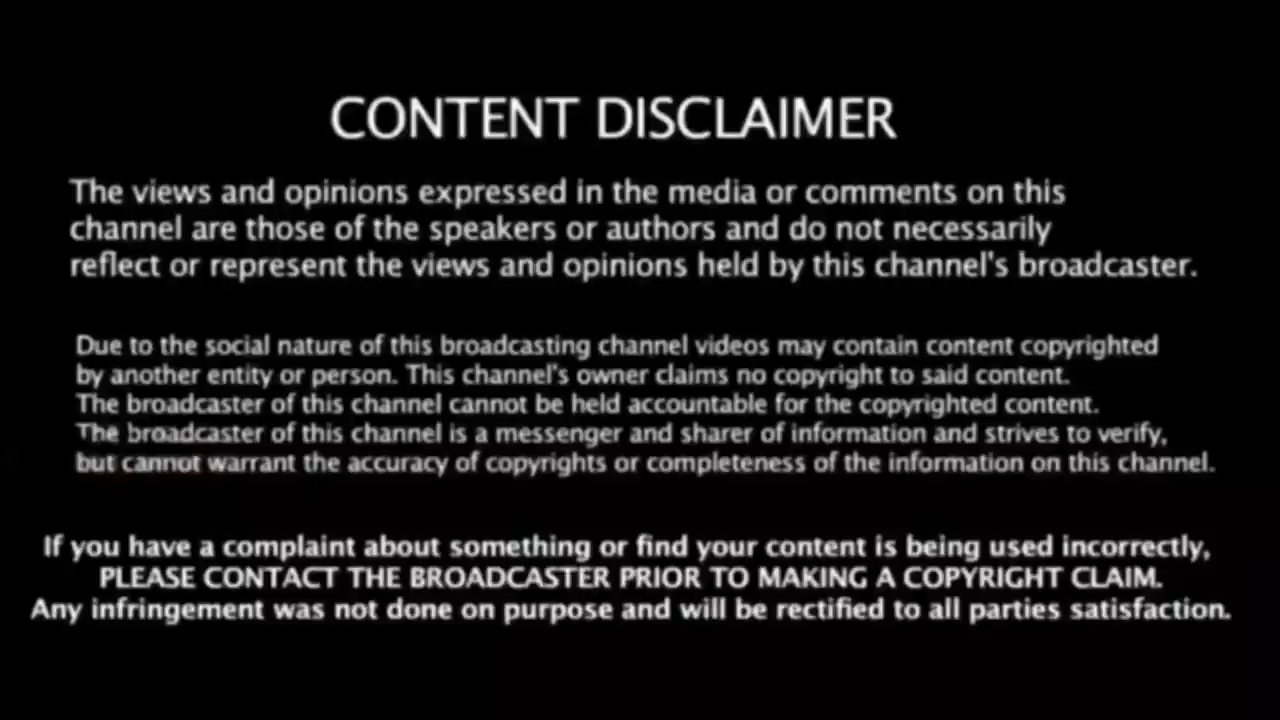 CONTENT DISCLAIMER
The views and opinions expressed in the media or comments on this
channel are those of the speakers or authors and do not necessarily
reflect or represent the views and opinions held by this channel's broadcaster.
Due to the social nature of this broadcasting channel videos may contain content copyrighted
by another entity or person. This channel's owner claims no copyright to said content.
The broadcaster of this channel cannot be held accountable for the copyrighted content.
The broadcaster of this channel is a messenger and sharer of information and strives to verify,
but cannot warrant the accuracy of copyrights or completeness of the information on this channel.
If you have a complaint about something or find your content is being used incorrectly,
PLEASE CONTACT THE BROADCASTER PRIOR TO MAKING A COPYRIGHT CLAIM.
Any infringement was not done on purpose and will be rectified to all parties satisfaction.